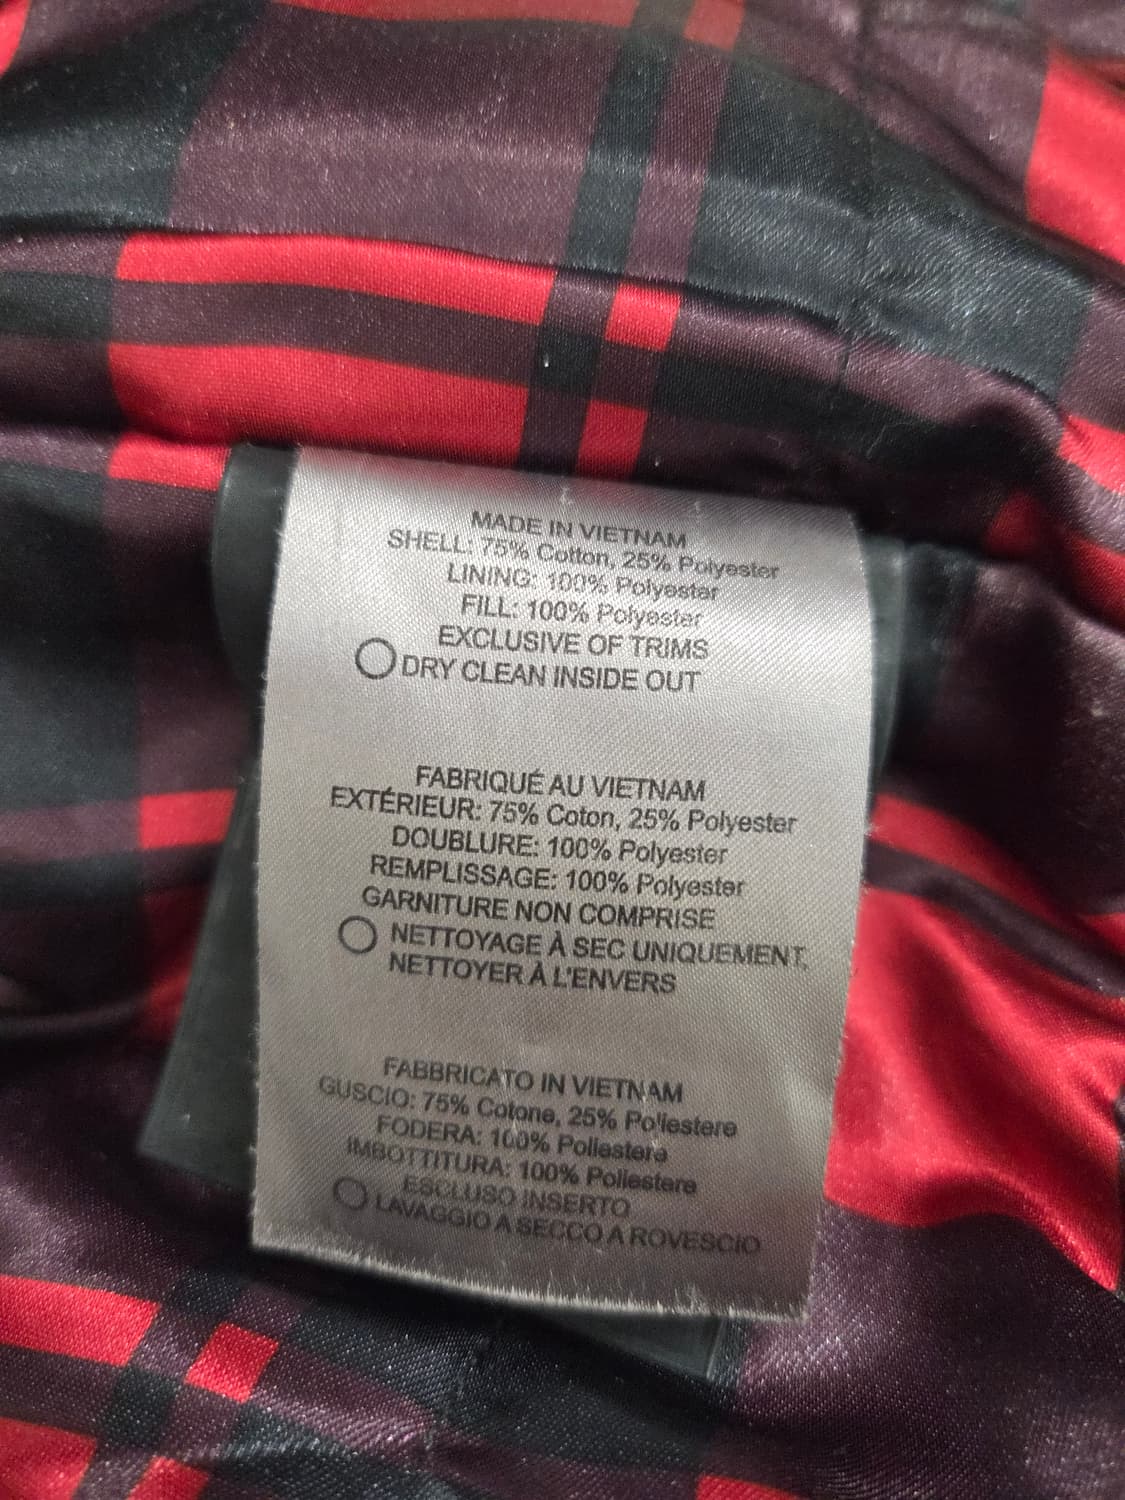 MADE IN VIETNAM
SHELL: 75% Cotton, 25% Polyester
LINING: 100% Polyester
FILL: 100% Polyester
EXCLUSIVE OF TRIMS
DRY CLEAN INSIDE OUT
FABRIQUÉ AU VIETNAM
EXTÉRIEUR: 75% Coton, 25% Polyester
DOUBLURE: 100% Polyester
REMPLISSAGE: 100% Polyester
GARNITURE NON COMPRISE
NETTOYAGE À SEC UNIQUEMENT,
NETTOYER À L'ENVERS
FABBRICATO IN VIETNAM
GUSCIO: 75% Cotone, 25% Poliestere
FODERA: 100% Poliestere
IMBOTTITURA: 100% Poliestere
ESCLUSO INSERTO
LAVAGGIO A SECCO A ROVESCIO